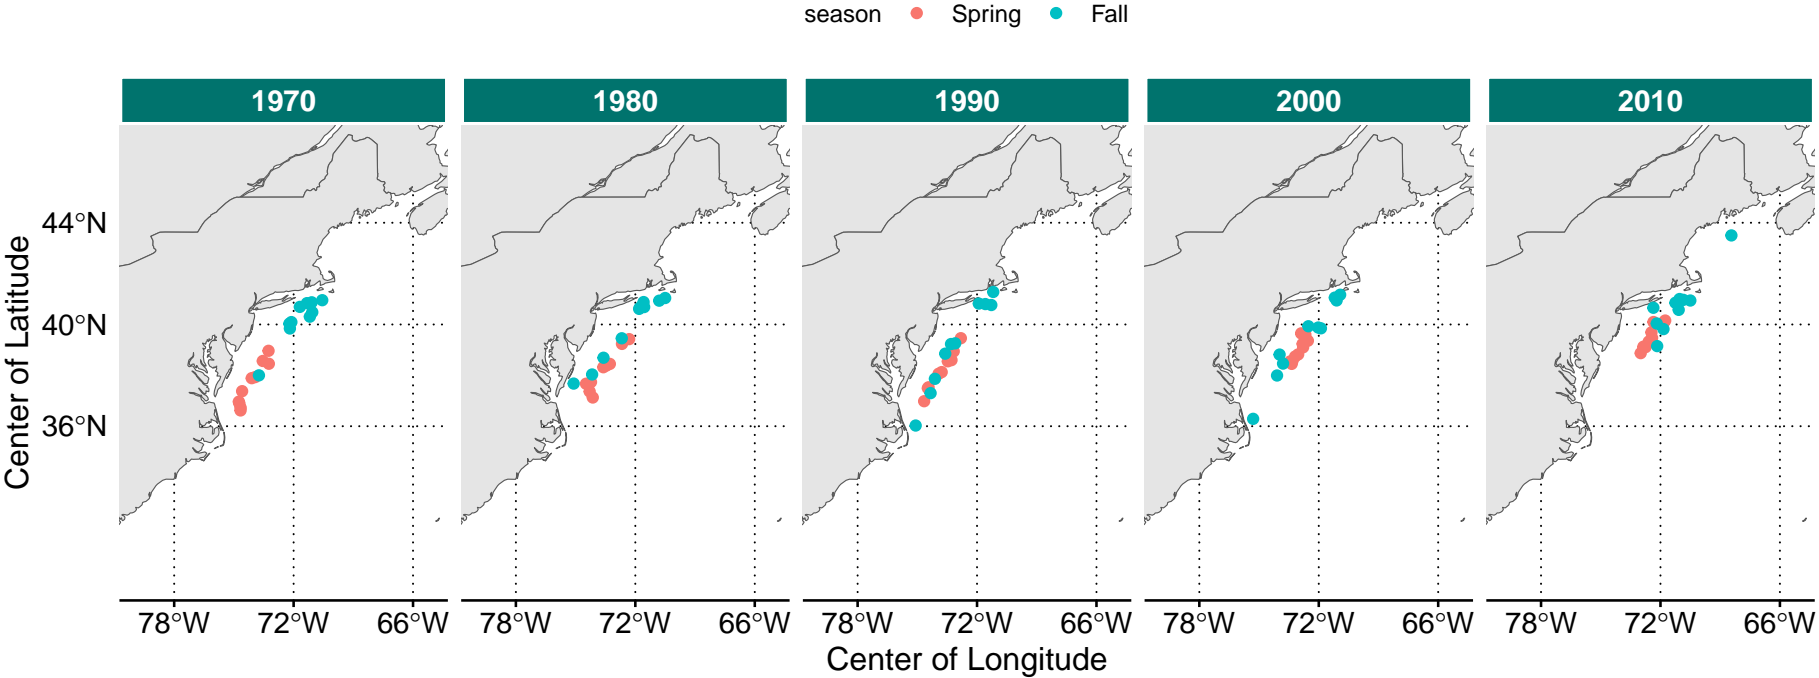 season Spring Fall
1970 1980 1990 2000 2010
44°N
40°N
36°N
Center of Latitude
78°W 72°W 66°W 78°W 72°W 66°W 78°W 72°W 66°W 78°W 72°W 66°W 78°W 72°W 66°W
Center of Longitude